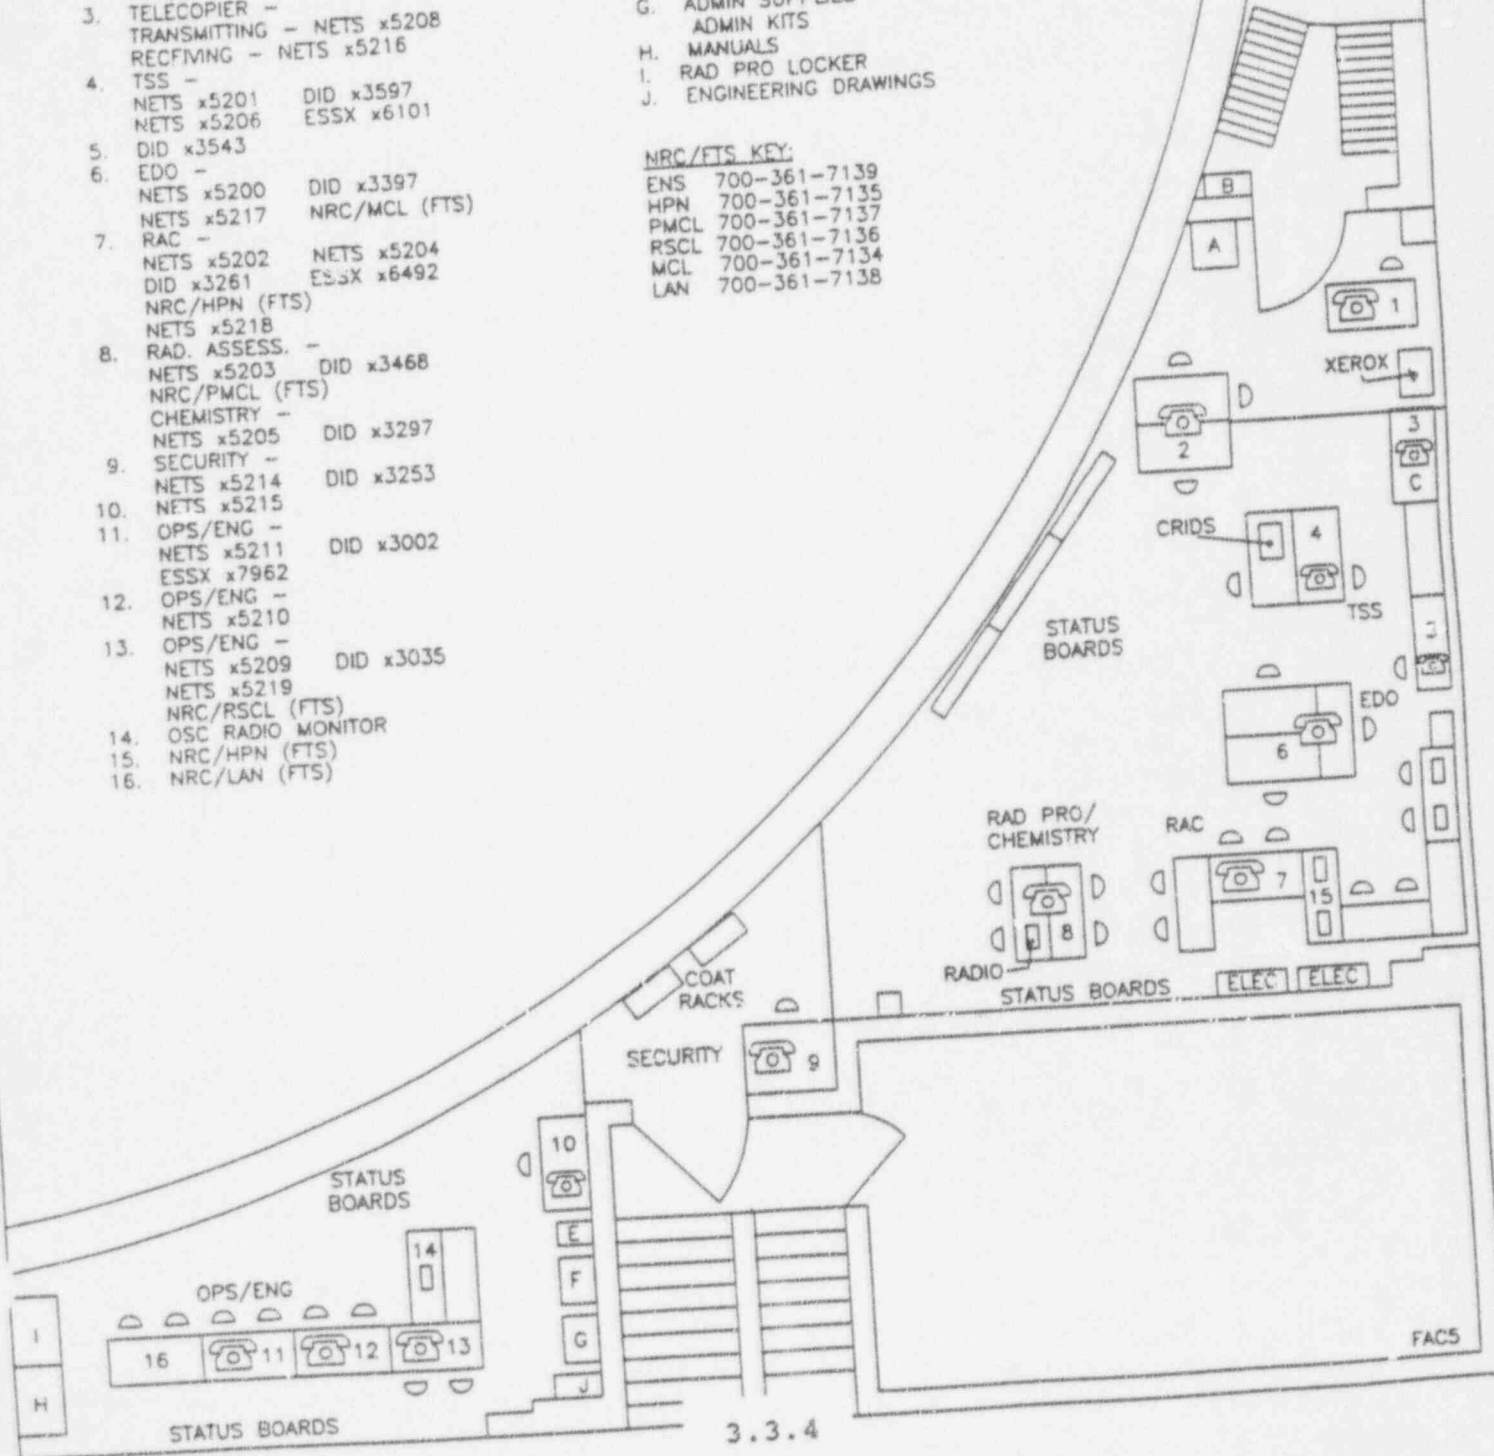 3. TELECOPIER -
TRANSMITTING - NETS x5208
RECEIVING - NETS x5216
4. TSS -
NETS x5201 DID x3597
NETS x5206 ESSX x6101
5. DID x3543
6. EDO -
NETS x5200 DID x3397
NETS x5217 NRC/MCL (FTS)
7. RAC -
NETS x5202 NETS x5204
DID x3261 ESSX x6492
NRC/HPN (FTS)
NETS x5218
8. RAD. ASSESS. -
NETS x5203 DID x3468
NRC/PMCL (FTS)
CHEMISTRY -
NETS x5205 DID x3297
9. SECURITY -
NETS x5214 DID x3253
10. NETS x5215
11. OPS/ENG -
NETS x5211 DID x3002
ESSX x7962
12. OPS/ENG -
NETS x5210
13. OPS/ENG -
NETS x5209 DID x3035
NETS x5219
NRC/RSCL (FTS)
14. OSC RADIO MONITOR
15. NRC/HPN (FTS)
16. NRC/LAN (FTS)
G. ADMIN SUPPLIES
ADMIN KITS
H. MANUALS
I. RAD PRO LOCKER
J. ENGINEERING DRAWINGS
NRC/FTS KEY:
ENS 700-361-7139
HPN 700-361-7135
PMCL 700-361-7137
RSCL 700-361-7136
MCL 700-361-7134
LAN 700-361-7138
B
A
1
XEROX
2
3
C
CRIDS
4
TSS
STATUS
BOARDS
J
EDO
6
RAD PRO/
CHEMISTRY
RAC
7
15
8
RADIO
STATUS BOARDS
ELEC
ELEC
COAT
RACKS
SECURITY
9
10
STATUS
BOARDS
E
14
F
OPS/ENG
I
G
16
11
12
13
FAC5
J
H
STATUS BOARDS
3.3.4